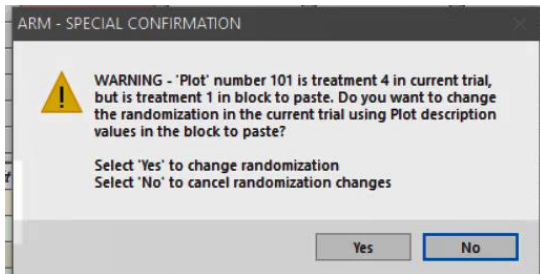 ARM - SPECIAL CONFIRMATION
WARNING - 'Plot' number 101 is treatment 4 in current trial,
but is treatment 1 in block to paste. Do you want to change
the randomization in the current trial using Plot description
values in the block to paste?
Select 'Yes' to change randomization
Select 'No' to cancel randomization changes
Yes
No